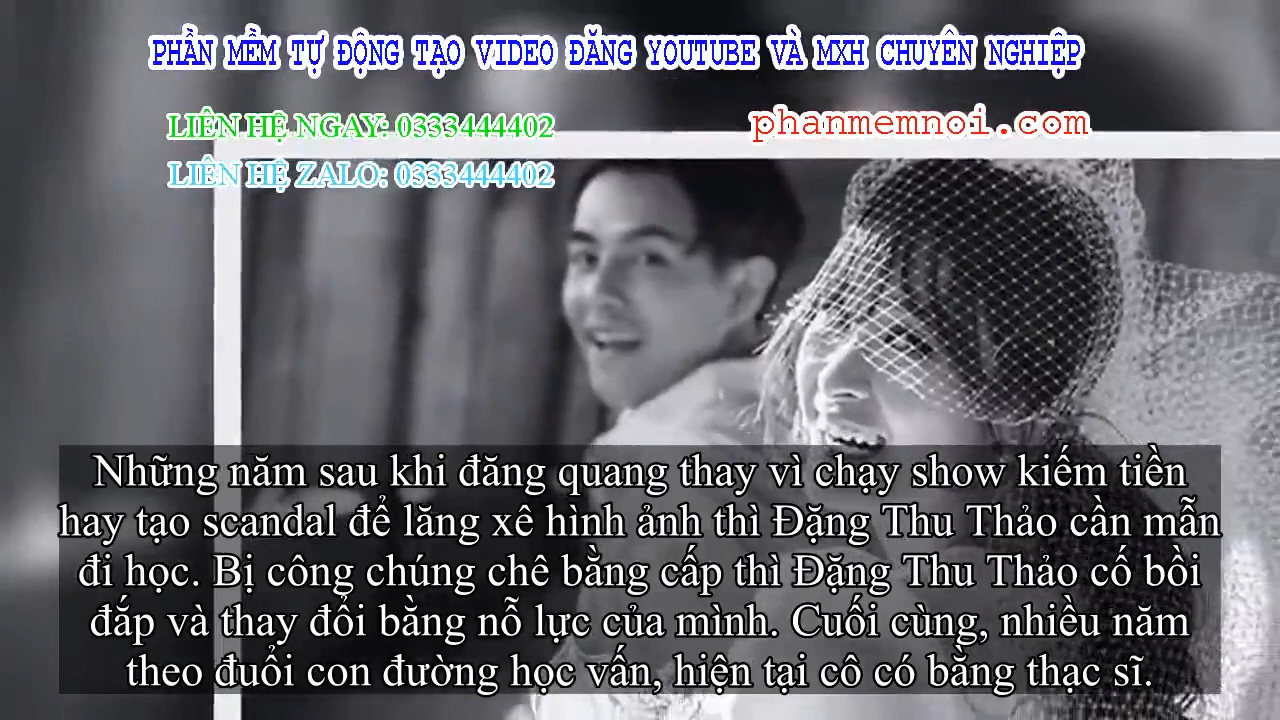 PHẦN MỀM TỰ ĐỘNG TẠO VIDEO ĐĂNG YOUTUBE VÀ MXH CHUYÊN NGHIỆP
LIÊN HỆ NGAY: 0333444402
phanmemnoi.com
LIÊN HỆ ZALO: 0333444402
Những năm sau khi đăng quang thay vì chạy show kiếm tiền
hay tạo scandal để lăng xê hình ảnh thì Đặng Thu Thảo cần mẫn
đi học. Bị công chúng chê bằng cấp thì Đặng Thu Thảo cố bồi
đắp và thay đổi bằng nỗ lực của mình. Cuối cùng, nhiều năm
theo đuổi con đường học vấn, hiện tại cô có bằng thạc sĩ.